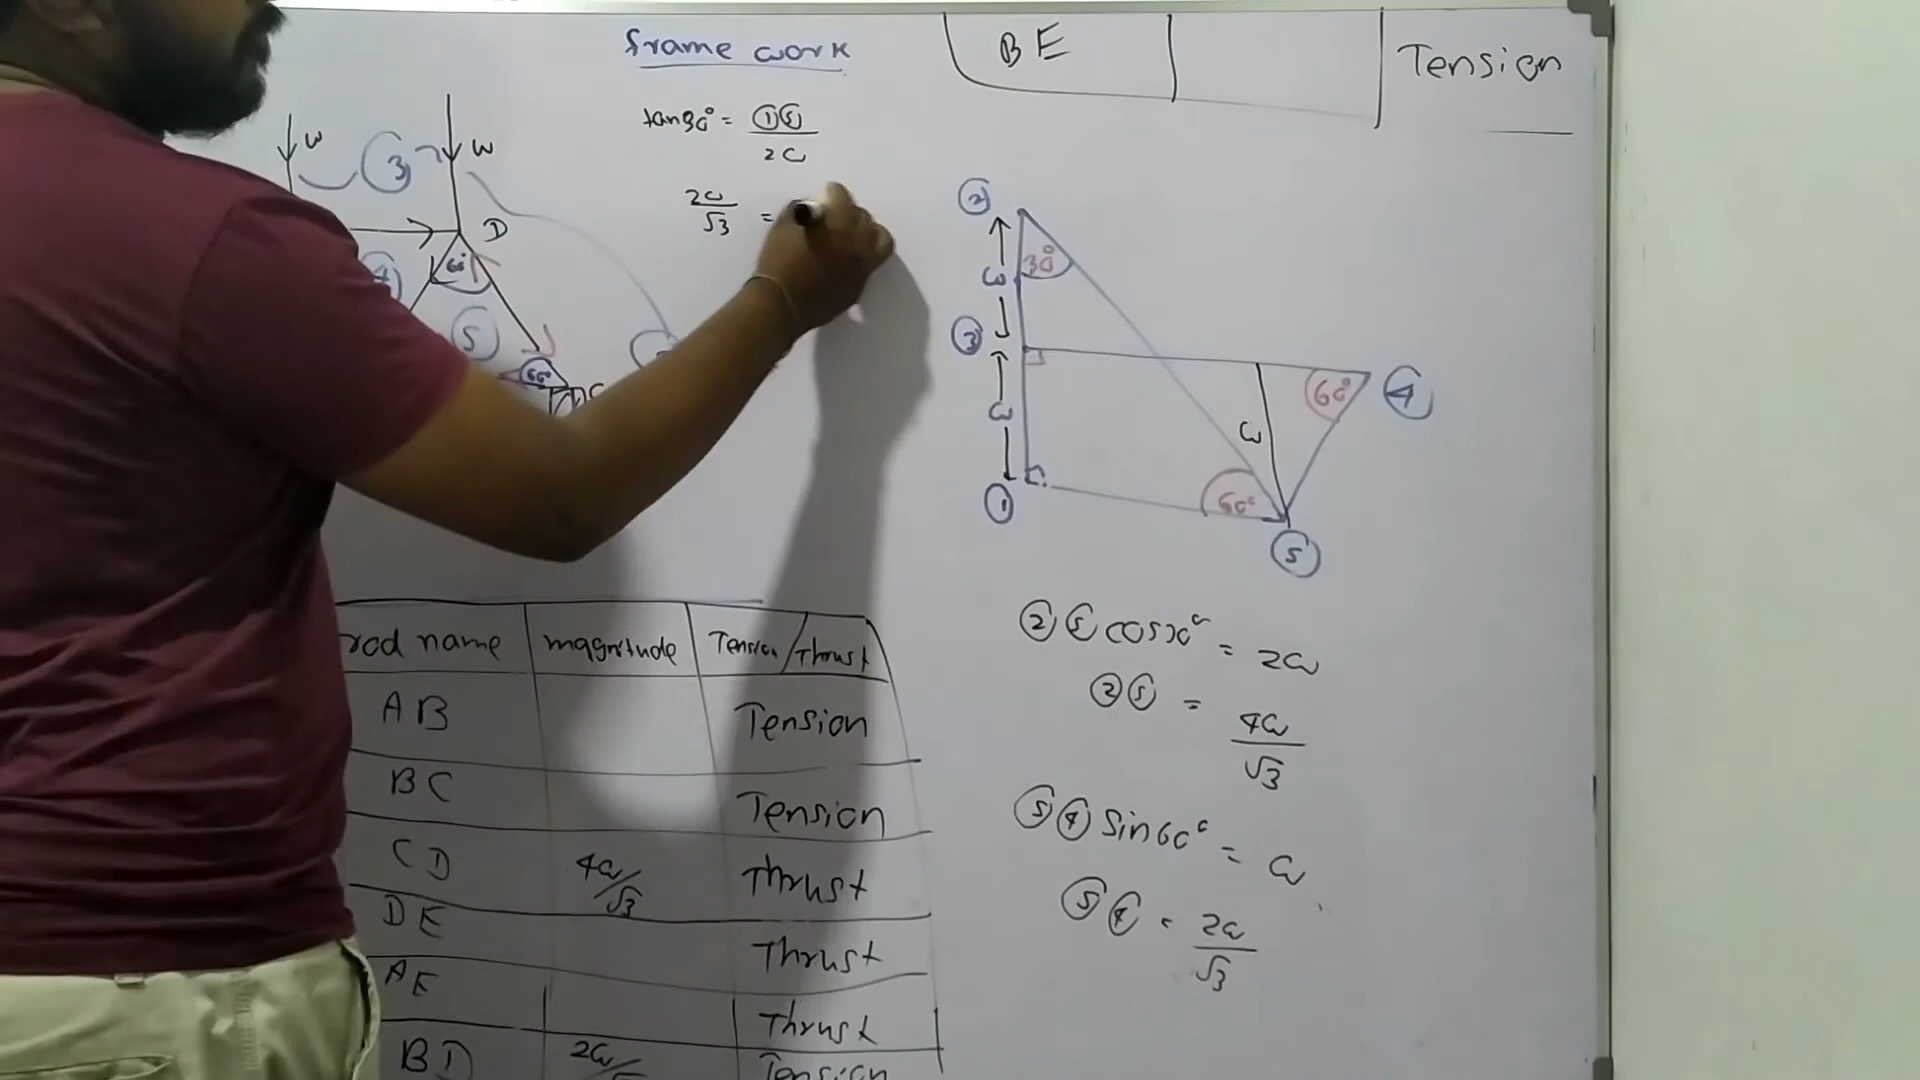 frame work
BE
Tension
tan30° = ①⑤
2ω
2ω
√3 =
ω
③
ω
D
60°
⑤
60°
②
30°
ω
③
ω
①
ω
60°
④
60°
⑤
②⑤ cos30° = 2ω
②⑤ = 4ω
√3
⑤④ sin60° = ω
⑤④ = 2ω
√3
rod name magnitude Tension/Thrust
AB Tension
BC Tension
CD 4ω/√3 Thrust
DE Thrust
AE Thrust
BD 2ω/ Tension